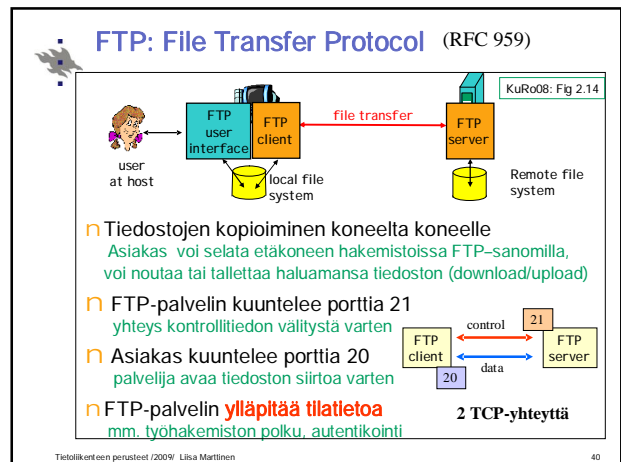 FTP: File Transfer Protocol (RFC 959)
KuRo08: Fig 2.14
FTP
user
interface
FTP
client
file transfer
FTP
server
user
at host
local file
system
Remote file
system
n Tiedostojen kopioiminen koneelta koneelle
Asiakas voi selata etäkoneen hakemistoissa FTP–sanomilla,
voi noutaa tai tallettaa haluamansa tiedoston (download/upload)
n FTP-palvelin kuuntelee porttia 21
yhteys kontrollitiedon välitystä varten
n Asiakas kuuntelee porttia 20
palvelija avaa tiedoston siirtoa varten
n FTP-palvelin ylläpitää tilatietoa
mm. työhakemiston polku, autentikointi
FTP
client
20
control
data
21
FTP
server
2 TCP-yhteyttä
Tietoliikenteen perusteet /2009/ Liisa Marttinen 40